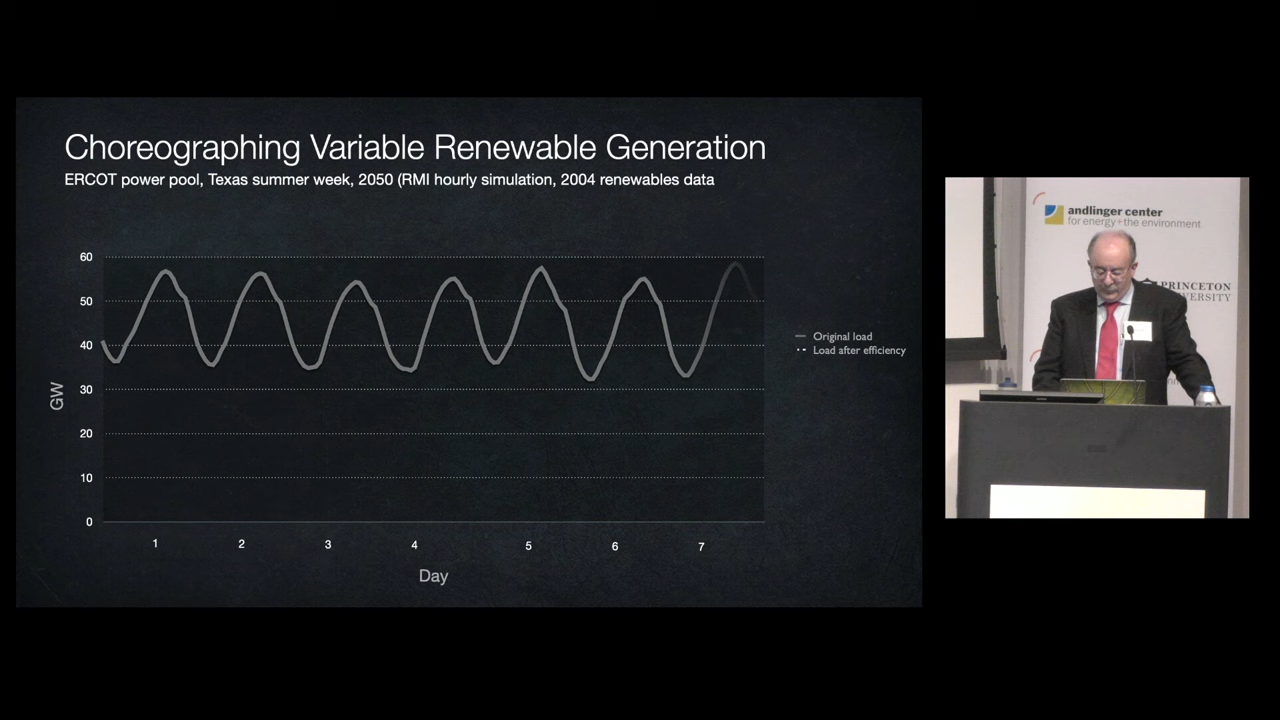 Choreographing Variable Renewable Generation
ERCOT power pool, Texas summer week, 2050 (RMI hourly simulation, 2004 renewables data
60
50
40
30
20
10
0
GW
1 2 3 4 5 6 7
Day
Original load
Load after efficiency
andlinger center
for energy+the environment
PRINCETON